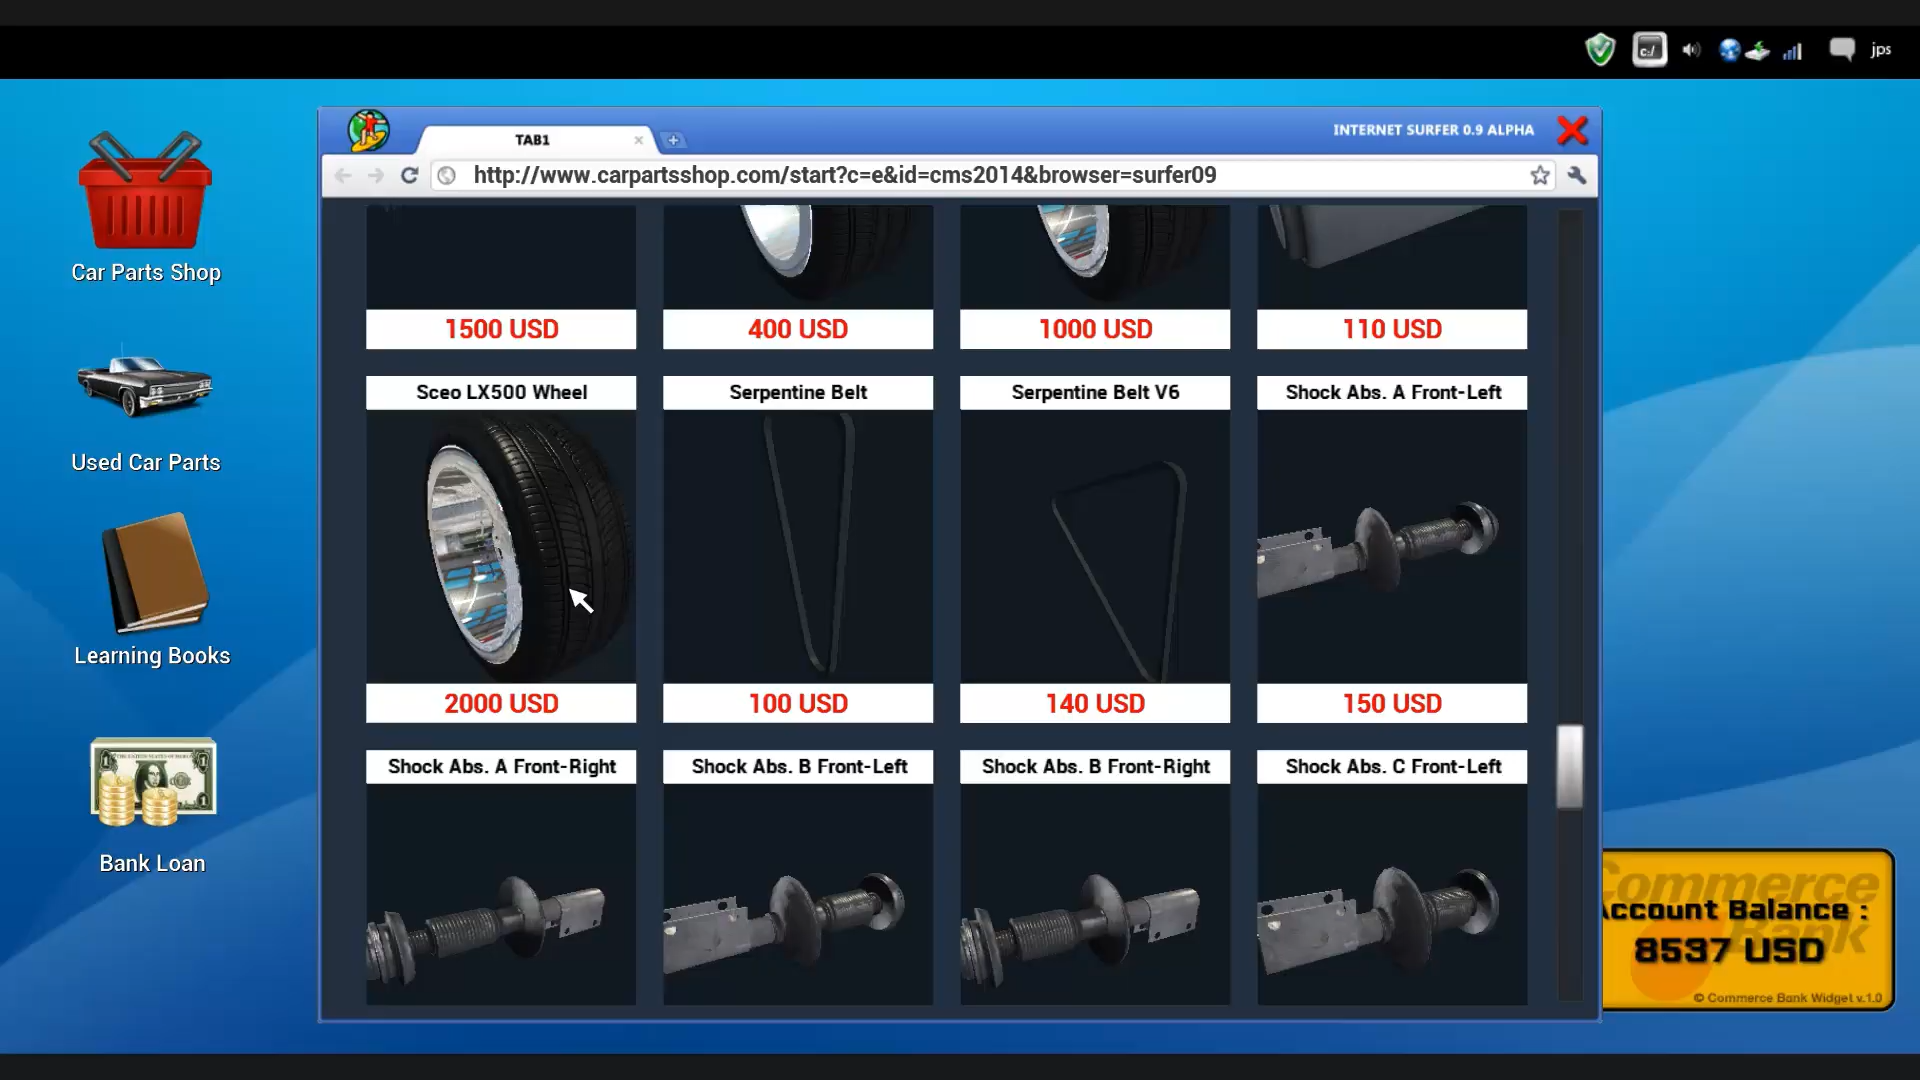 jps
TAB1
INTERNET SURFER 0.9 ALPHA
http://www.carpartsshop.com/start?c=e&id=cms2014&browser=surfer09
Car Parts Shop
Used Car Parts
Learning Books
Bank Loan
1500 USD
400 USD
1000 USD
110 USD
Sceo LX500 Wheel
Serpentine Belt
Serpentine Belt V6
Shock Abs. A Front-Left
2000 USD
100 USD
140 USD
150 USD
Shock Abs. A Front-Right
Shock Abs. B Front-Left
Shock Abs. B Front-Right
Shock Abs. C Front-Left
Commerce
Bank
Account Balance :
8537 USD
© Commerce Bank Widget v.1.0